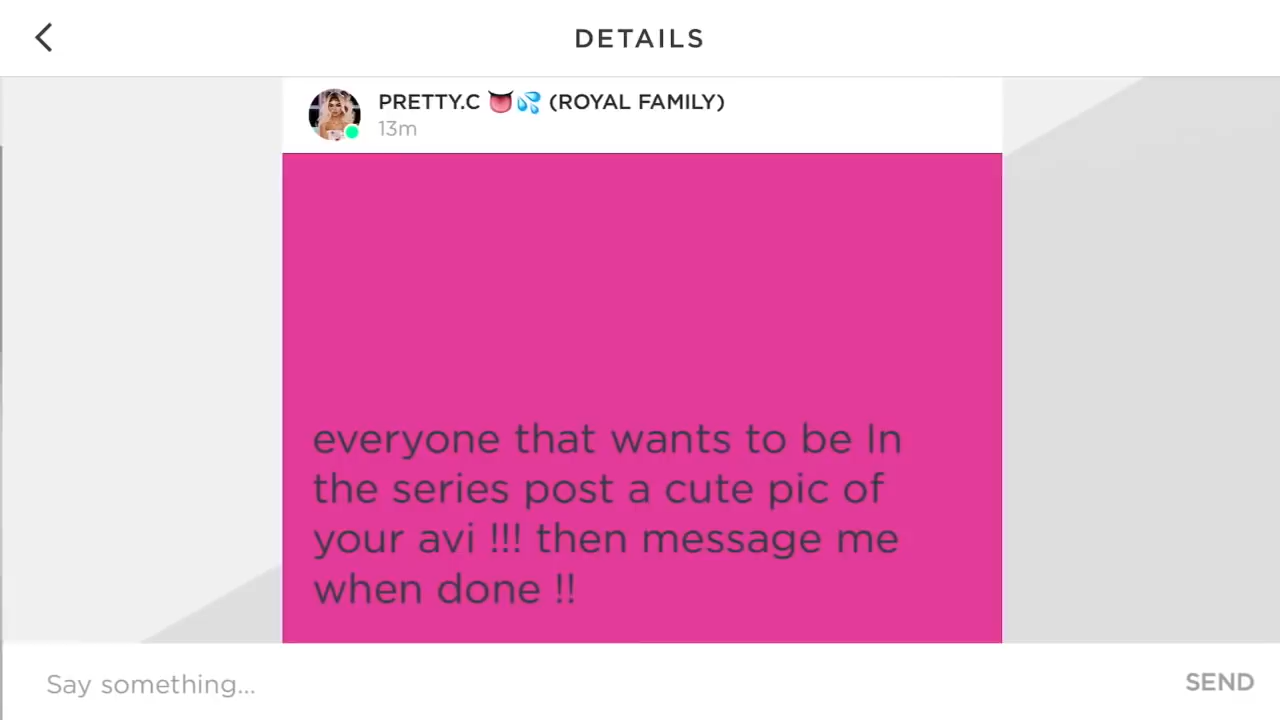 DETAILS
PRETTY.C 👅💦 (ROYAL FAMILY)
13m
everyone that wants to be In
the series post a cute pic of
your avi !!! then message me
when done !!
Say something...
SEND